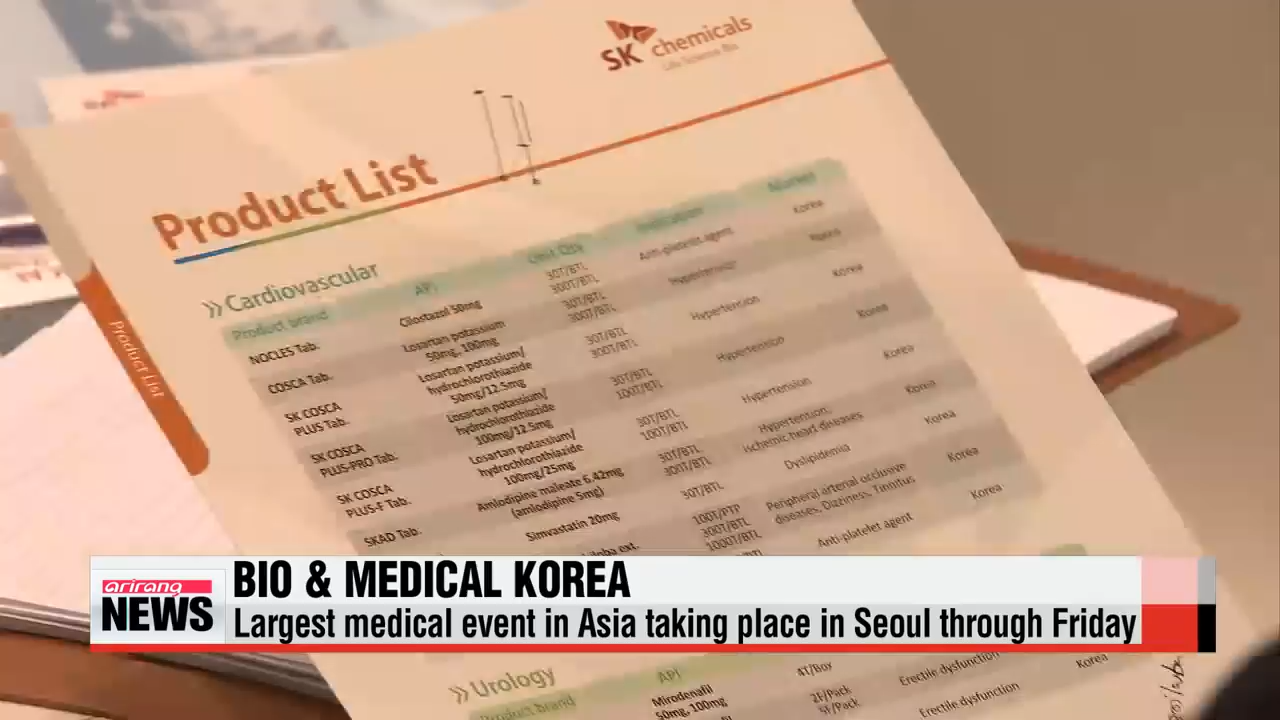 SK chemicals
Life Science Biz
Product List
Product List
» Cardiovascular
Product brand API Unit Qty Indication Market
NOCLES Tab. Cilostazol 50mg 30T/BTL 300T/BTL Anti-platelet agent Korea
COSCA Tab. Losartan potassium 50mg, 100mg 30T/BTL 300T/BTL Hypertension Korea
SK COSCA PLUS Tab. Losartan potassium/ hydrochlorothiazide 50mg/12.5mg 30T/BTL 300T/BTL Hypertension Korea
SK COSCA PLUS-PRO Tab. Losartan potassium/ hydrochlorothiazide 100mg/12.5mg 30T/BTL 100T/BTL Hypertension Korea
SK COSCA PLUS-F Tab. Losartan potassium/ hydrochlorothiazide 100mg/25mg 30T/BTL 100T/BTL Hypertension Korea
SKAD Tab. Amlodipine maleate 6.42mg (amlodipine 5mg) 30T/BTL 300T/BTL Hypertension, Ischemic heart diseases Korea
Simvastatin 20mg 30T/BTL Dyslipidemia Korea
ext. 100T/PTP 300T/BTL 1000T/BTL Peripheral arterial occlusive diseases, Dizziness, Tinnitus Korea
Anti-platelet agent Korea
arirang NEWS
BIO & MEDICAL KOREA
Largest medical event in Asia taking place in Seoul through Friday
» Urology
Product brand API
Mirodenafil 50mg, 100mg 4T/Box Erectile dysfunction Korea
2F/Pack 5F/Pack Erectile dysfunction